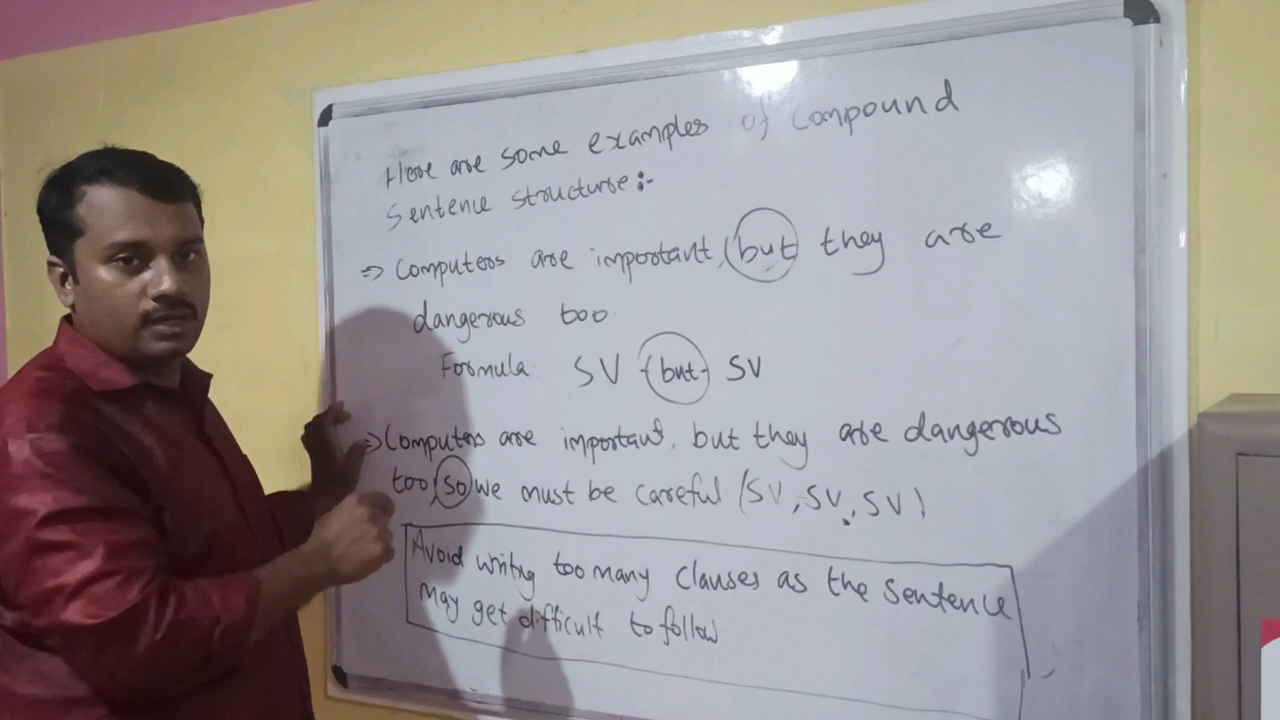 Here are some examples of Compound
Sentence structure:-
⇒ Computers are important, but they are
dangerous too.
Formula: SV but SV
⇒ Computers are important, but they are dangerous
too, so we must be careful (SV, SV, SV)
Avoid writing too many clauses as the sentence
may get difficult to follow